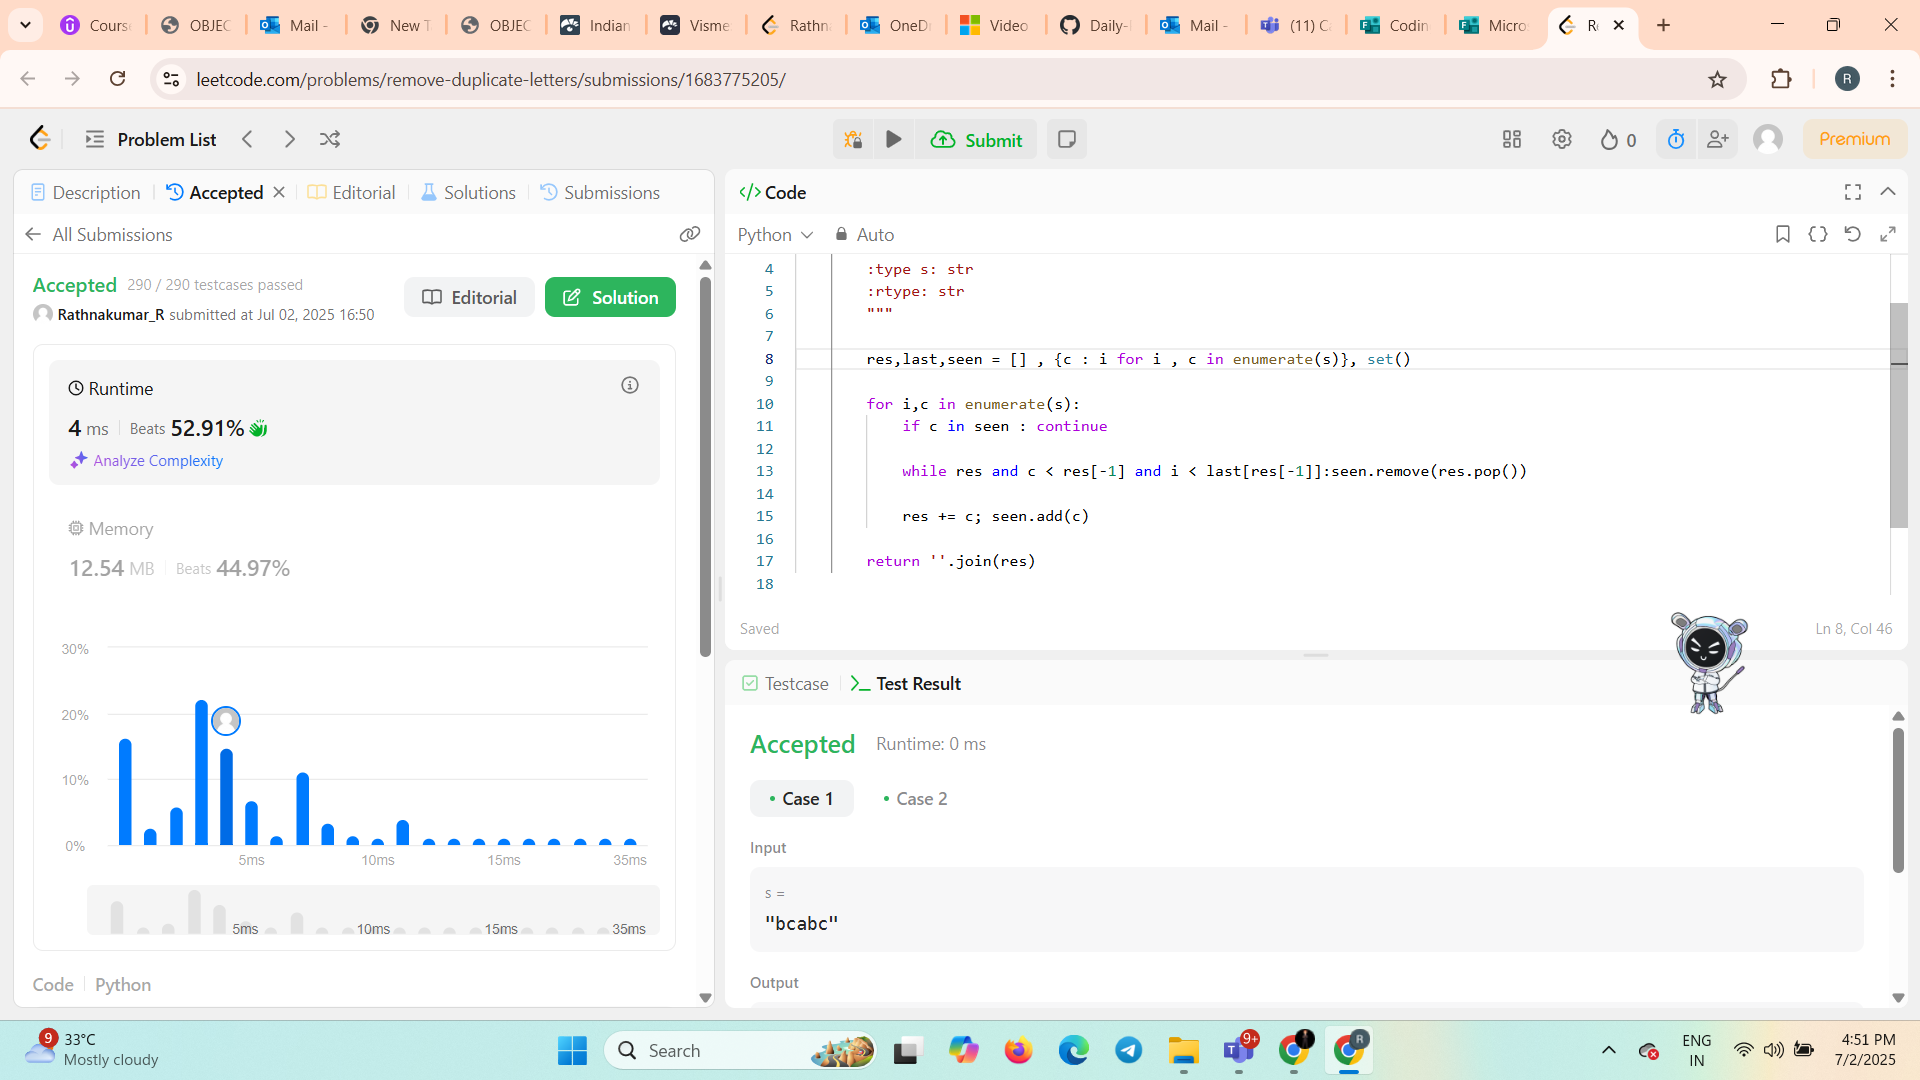 Course
OBJEC
Mail -
New T
OBJEC
Indian
Visme
Rathna
OneDr
Video
Daily-
Mail -
(11) Ca
Codin
Micro
Re
leetcode.com/problems/remove-duplicate-letters/submissions/1683775205/
R
Problem List
Submit
0
Premium
Description
Accepted
Editorial
Solutions
Submissions
All Submissions
Accepted 290 / 290 testcases passed
Rathnakumar_R submitted at Jul 02, 2025 16:50
Editorial
Solution
Runtime
4 ms Beats 52.91%
Analyze Complexity
Memory
12.54 MB Beats 44.97%
30%
20%
10%
0%
5ms 10ms 15ms 35ms
5ms 10ms 15ms 35ms
Code Python
</> Code
Python Auto
4 :type s: str
5 :rtype: str
6 """
7
8 res,last,seen = [] , {c : i for i , c in enumerate(s)}, set()
9
10 for i,c in enumerate(s):
11 if c in seen : continue
12
13 while res and c < res[-1] and i < last[res[-1]]:seen.remove(res.pop())
14
15 res += c; seen.add(c)
16
17 return ''.join(res)
18
Saved
Ln 8, Col 46
Testcase
>_ Test Result
Accepted Runtime: 0 ms
Case 1
Case 2
Input
s =
"bcabc"
Output
9
33°C
Mostly cloudy
Search
9+
R
ENG
IN
4:51 PM
7/2/2025